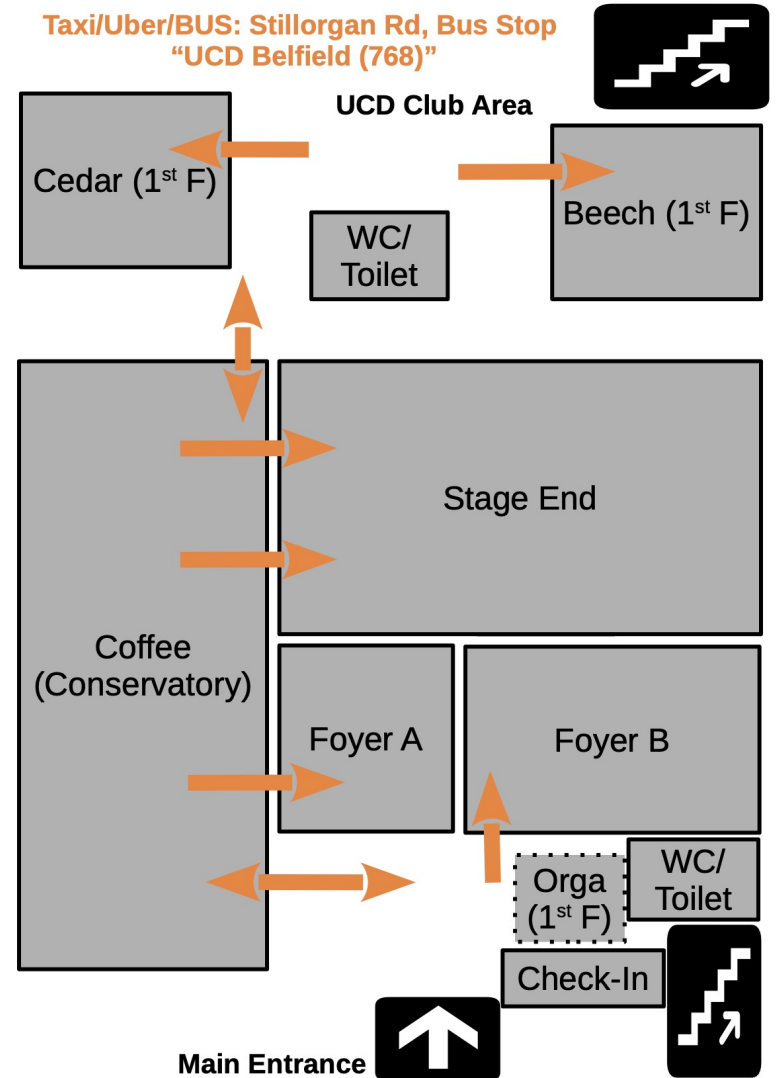 Taxi/Uber/BUS: Stillorgan Rd, Bus Stop
“UCD Belfield (768)”
UCD Club Area
Cedar (1st F)
Beech (1st F)
WC/
Toilet
Stage End
Coffee
(Conservatory)
Foyer A
Foyer B
WC/
Toilet
Orga
(1st F)
Check-In
Main Entrance